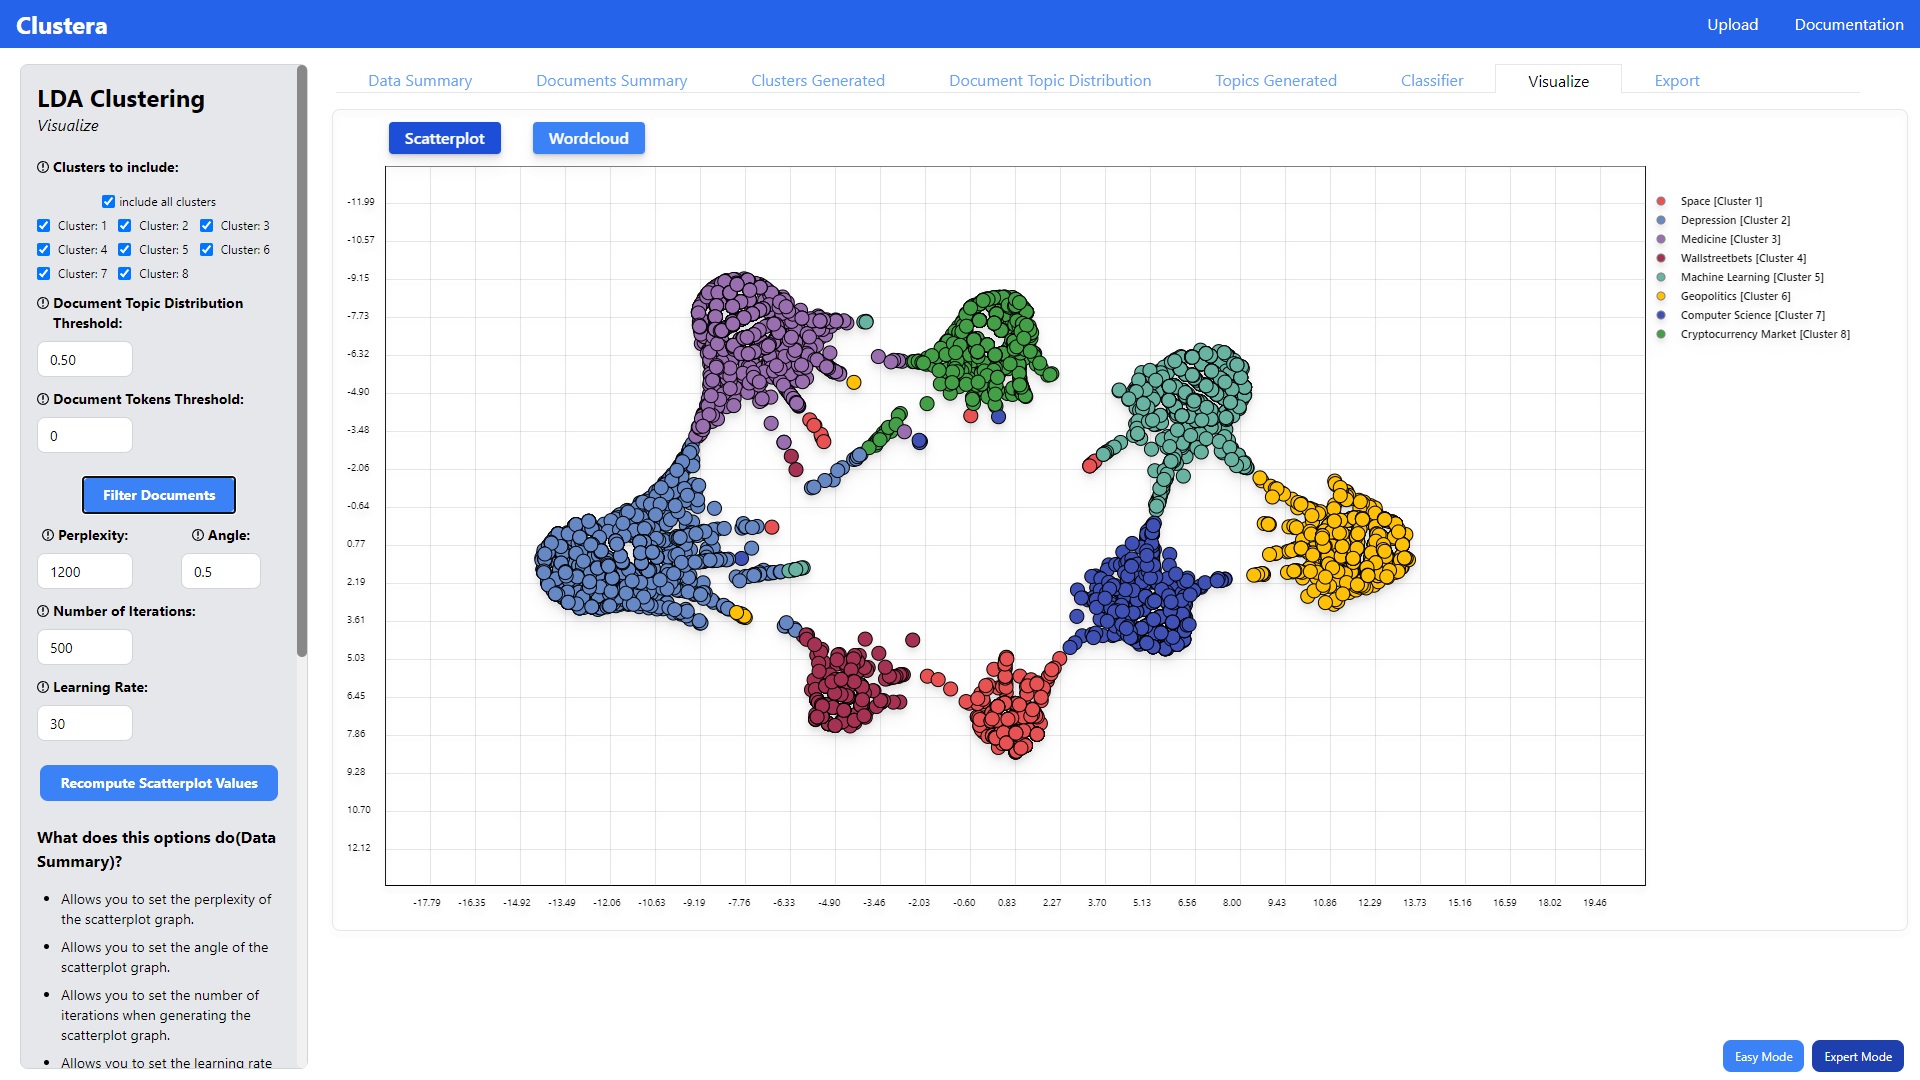 Clustera
Upload
Documentation
LDA Clustering
Visualize
Clusters to include:
include all clusters
Cluster: 1 Cluster: 2 Cluster: 3
Cluster: 4 Cluster: 5 Cluster: 6
Cluster: 7 Cluster: 8
Document Topic Distribution
Threshold:
0.50
Document Tokens Threshold:
0
Filter Documents
Perplexity: Angle:
1200 0.5
Number of Iterations:
500
Learning Rate:
30
Recompute Scatterplot Values
What does this options do(Data
Summary)?
Allows you to set the perplexity of
the scatterplot graph.
Allows you to set the angle of the
scatterplot graph.
Allows you to set the number of
iterations when generating the
scatterplot graph.
Allows you to set the learning rate
Data Summary
Documents Summary
Clusters Generated
Document Topic Distribution
Topics Generated
Classifier
Visualize
Export
Scatterplot
Wordcloud
-11.99
-10.57
-9.15
-7.73
-6.32
-4.90
-3.48
-2.06
-0.64
0.77
2.19
3.61
5.03
6.45
7.86
9.28
10.70
12.12
-17.79 -16.35 -14.92 -13.49 -12.06 -10.63 -9.19 -7.76 -6.33 -4.90 -3.46 -2.03 -0.60 0.83 2.27 3.70 5.13 6.56 8.00 9.43 10.86 12.29 13.73 15.16 16.59 18.02 19.46
Space [Cluster 1]
Depression [Cluster 2]
Medicine [Cluster 3]
Wallstreetbets [Cluster 4]
Machine Learning [Cluster 5]
Geopolitics [Cluster 6]
Computer Science [Cluster 7]
Cryptocurrency Market [Cluster 8]
Easy Mode
Expert Mode